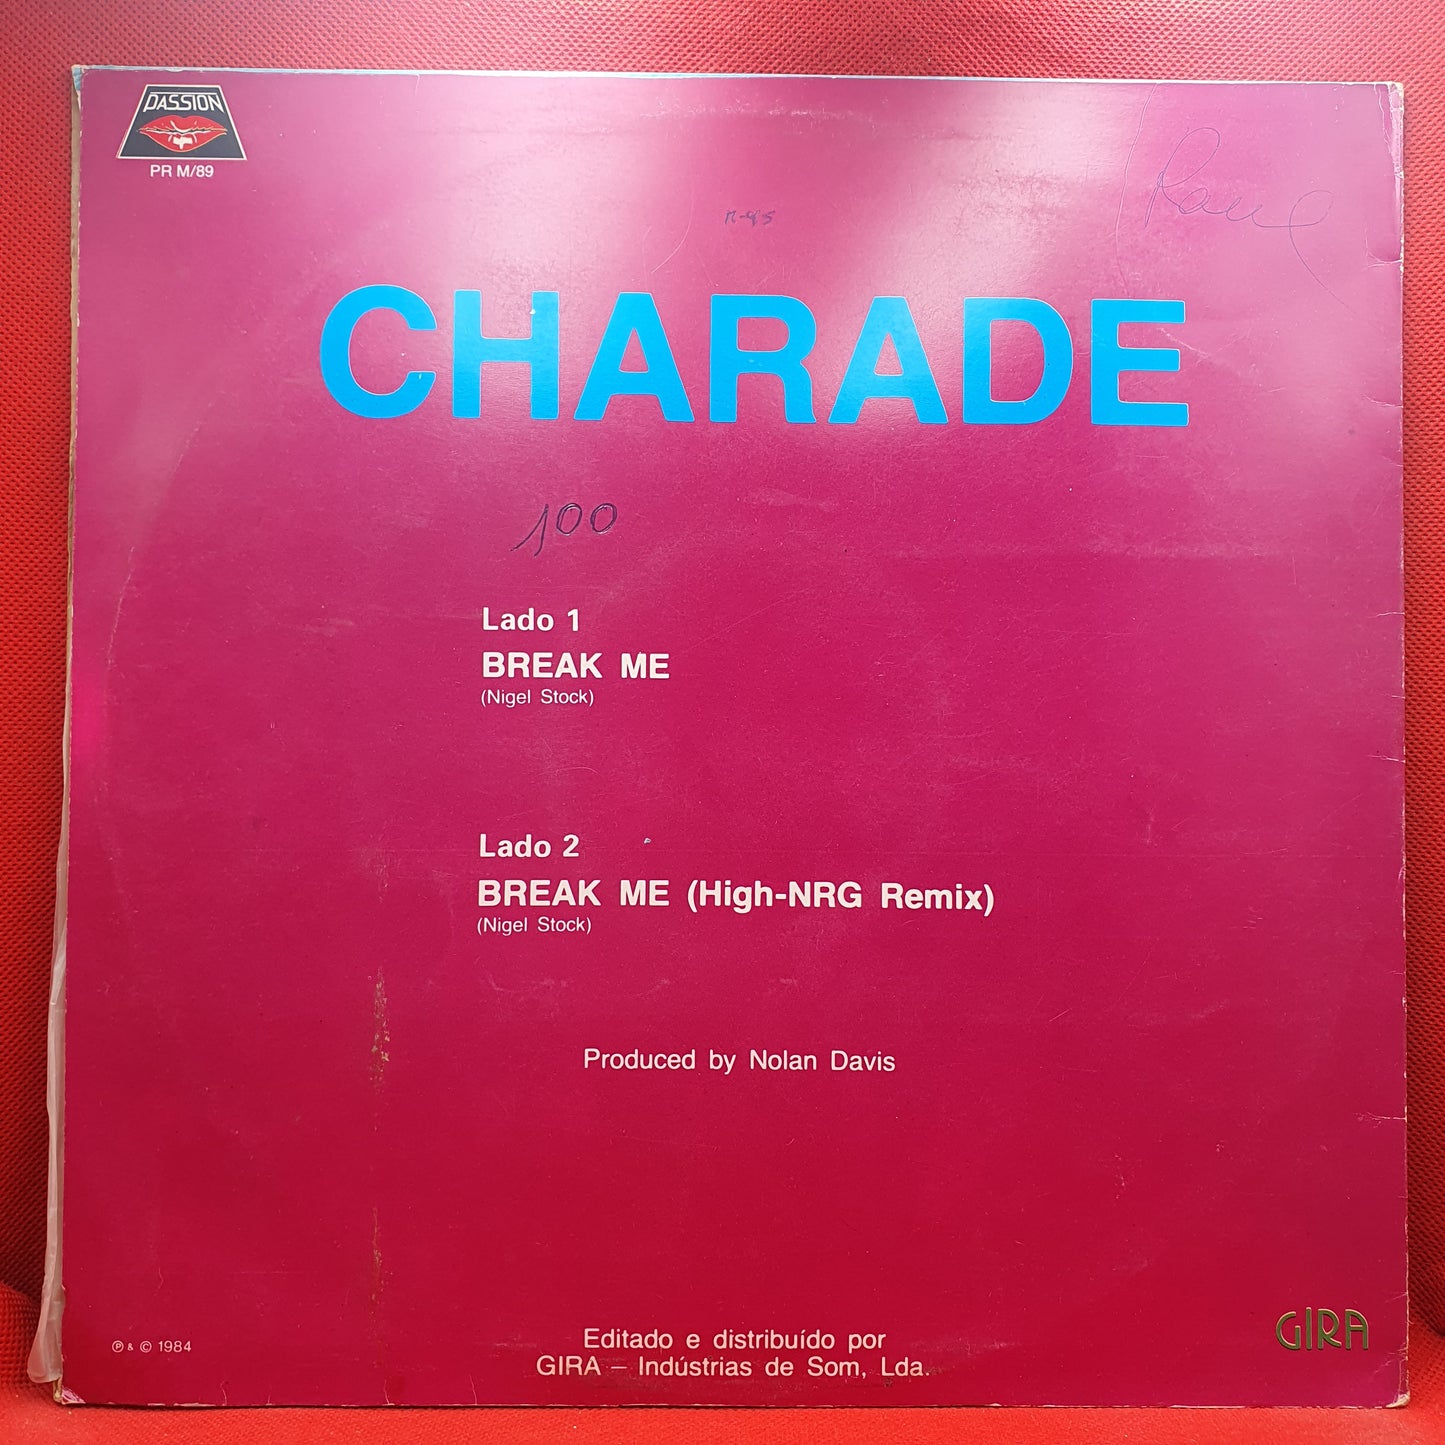 PASSION
PR M/89
CHARADE
100
Lado 1
BREAK ME
(Nigel Stock)
Lado 2
BREAK ME (High-NRG Remix)
(Nigel Stock)
Produced by Nolan Davis
Ⓟ & © 1984
Editado e distribuído por
GIRA – Indústrias de Som, Lda.
GIRA